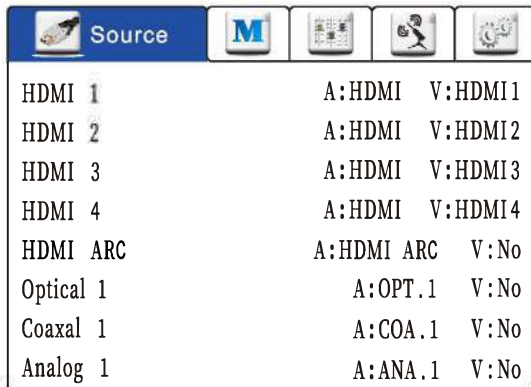 Source M
HDMI 1 A:HDMI V:HDMI1
HDMI 2 A:HDMI V:HDMI2
HDMI 3 A:HDMI V:HDMI3
HDMI 4 A:HDMI V:HDMI4
HDMI ARC A:HDMI ARC V:No
Optical 1 A:OPT.1 V:No
Coaxal 1 A:COA.1 V:No
Analog 1 A:ANA.1 V:No